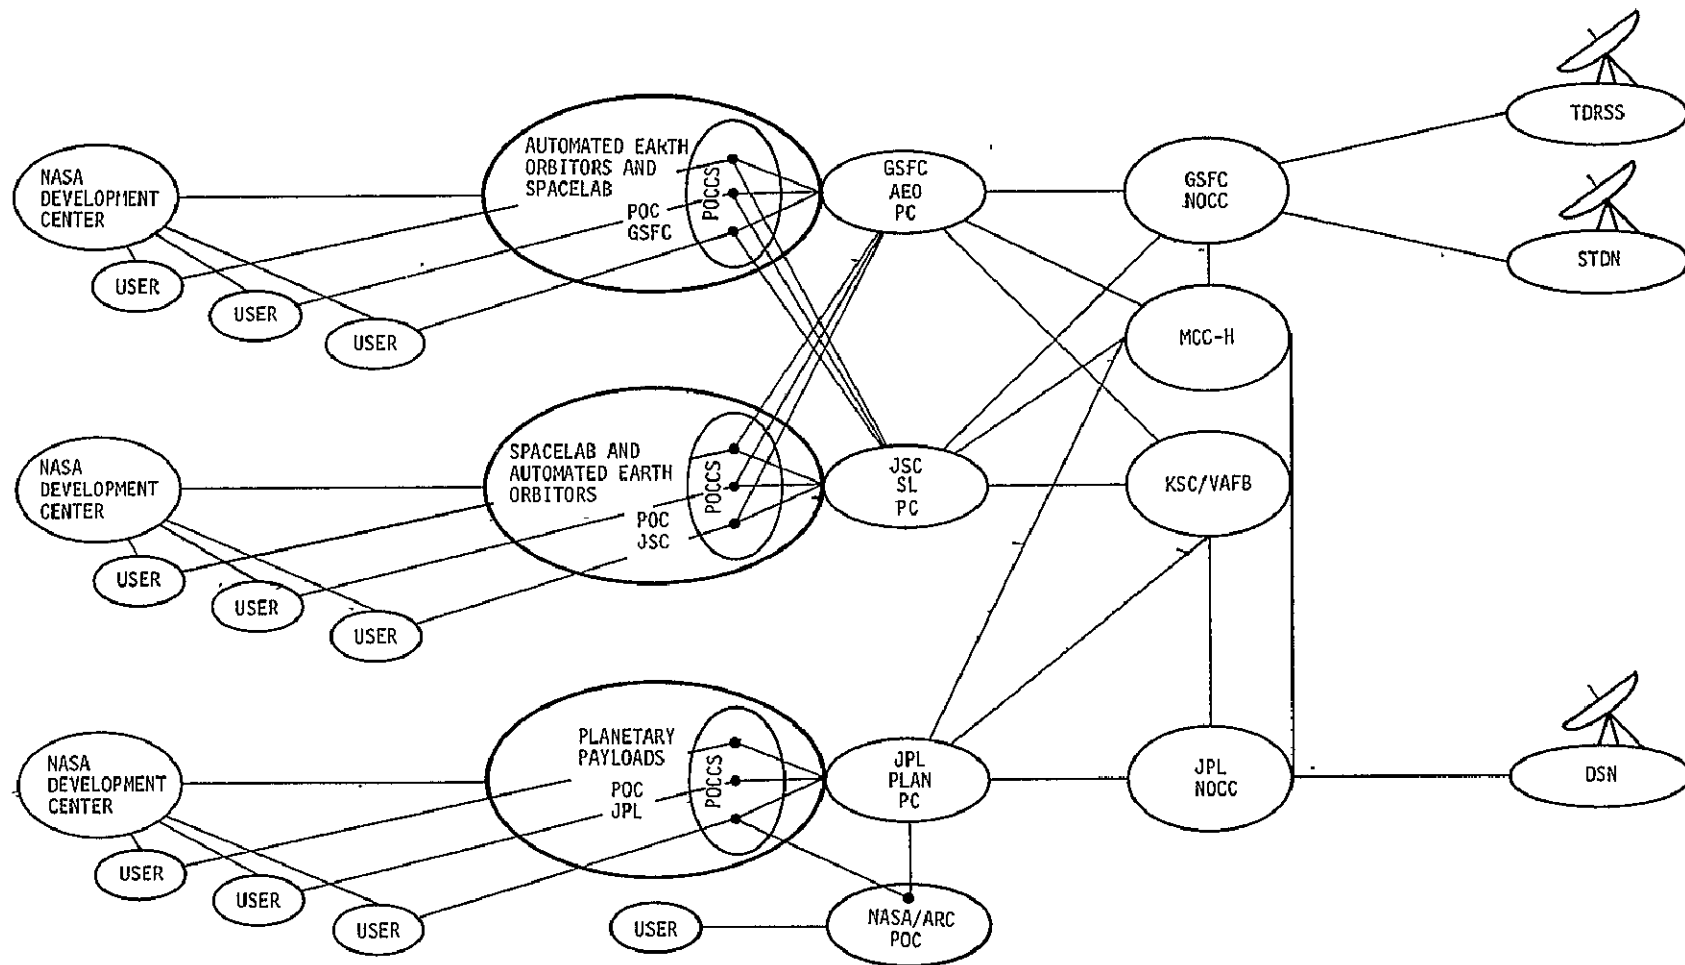 TDRSS
NASA
DEVELOPMENT
CENTER
AUTOMATED EARTH
ORBITORS AND
SPACELAB
POC
GSFC
POCCS
GSFC
AEO
PC
GSFC
NOCC
STDN
USER
USER
USER
MCC-H
NASA
DEVELOPMENT
CENTER
SPACELAB AND
AUTOMATED EARTH
ORBITORS
POC
JSC
POCCS
JSC
SL
PC
KSC/VAFB
USER
USER
USER
NASA
DEVELOPMENT
CENTER
PLANETARY
PAYLOADS
POC
JPL
POCCS
JPL
PLAN
PC
JPL
NOCC
DSN
USER
USER
USER
USER
NASA/ARC
POC